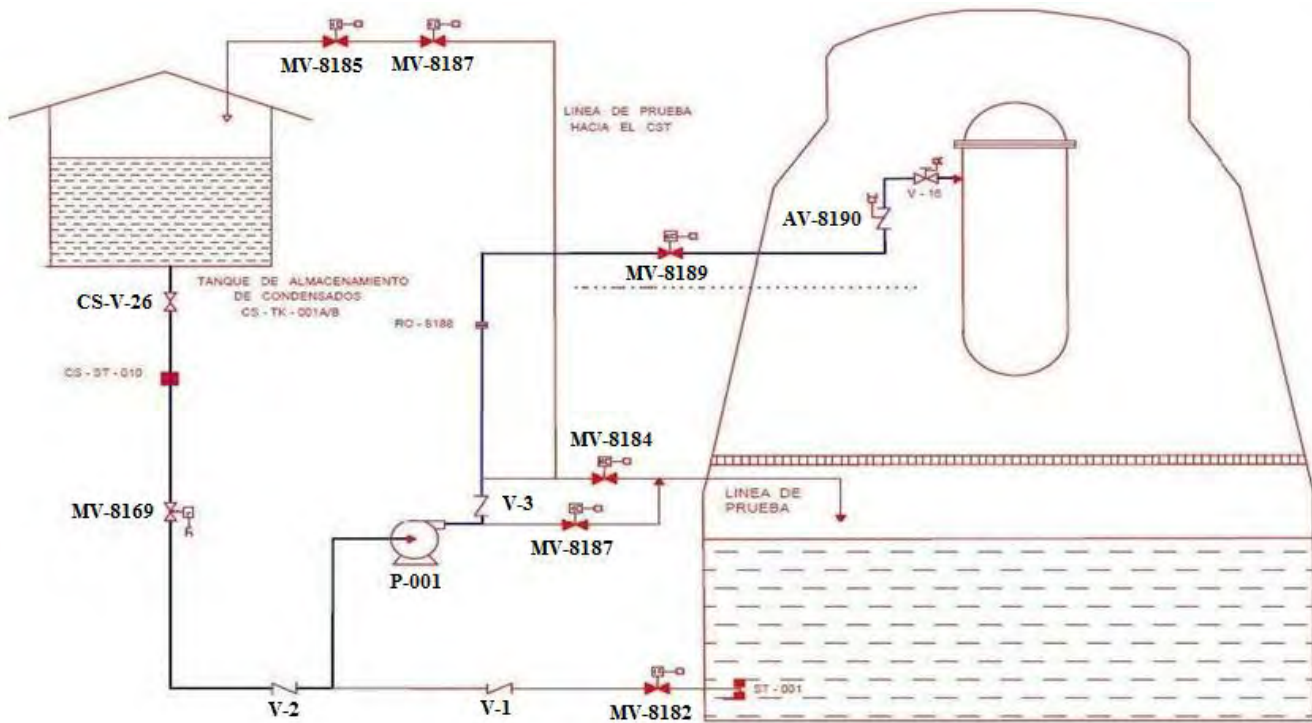 MV-8185
MV-8187
LINEA DE PRUEBA
HACIA EL CST
V - 16
AV-8190
MV-8189
TANQUE DE ALMACENAMIENTO
DE CONDENSADOS
CS - TK - 001A/B
CS-V-26
RO - 8188
CS - ST - 010
MV-8184
LINEA DE
PRUEBA
V-3
MV-8169
MV-8187
P-001
ST - 001
V-2
V-1
MV-8182